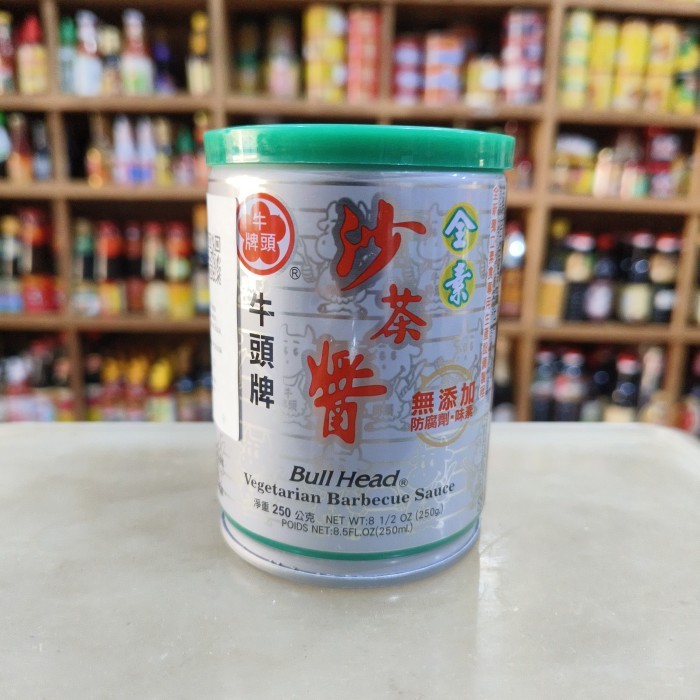 牛
牌頭
®
牛頭牌
沙茶醬
全素
無添加
防腐劑·味素
Bull Head®
Vegetarian Barbecue Sauce
淨重 250 公克 NET WT:8 1/2 OZ (250g)
POIDS NET:8.5FL.OZ(250ml)